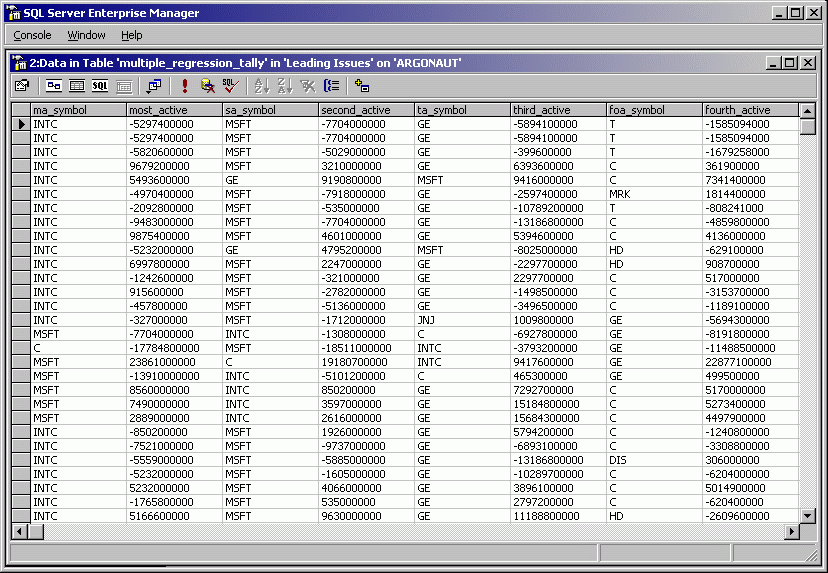 SQL Server Enterprise Manager
Console Window Help
2:Data in Table 'multiple_regression_tally' in 'Leading Issues' on 'ARGONAUT'
SQL SQL A Z Z A
ma_symbol most_active sa_symbol second_active ta_symbol third_active foa_symbol fourth_active
INTC -5297400000 MSFT -7704000000 GE -5894100000 T -1585094000
INTC -5297400000 MSFT -7704000000 GE -5894100000 T -1585094000
INTC -5820600000 MSFT -5029000000 GE -399600000 T -1679258000
INTC 9679200000 MSFT 3210000000 GE 6393600000 C 361900000
INTC 5493600000 GE 9190800000 MSFT 9416000000 C 7341400000
INTC -4970400000 MSFT -7918000000 GE -2597400000 MRK 1814400000
INTC -2092800000 MSFT -535000000 GE -10789200000 T -808241000
INTC -9483000000 MSFT -7704000000 GE -13186800000 C -4859800000
INTC 9875400000 MSFT 4601000000 GE 5394600000 C 4136000000
INTC -5232000000 GE 4795200000 MSFT -8025000000 HD -629100000
INTC 6997800000 MSFT 2247000000 GE -2297700000 HD 908700000
INTC -1242600000 MSFT -321000000 GE 2297700000 C 517000000
INTC 915600000 MSFT -2782000000 GE -1498500000 C -3153700000
INTC -457800000 MSFT -5136000000 GE -3496500000 C -1189100000
INTC -327000000 MSFT -1712000000 JNJ 1009800000 GE -5694300000
MSFT -7704000000 INTC -1308000000 C -6927800000 GE -8191800000
C -17784800000 MSFT -18511000000 INTC -3793200000 GE -11488500000
MSFT 23861000000 C 19180700000 INTC 9417600000 GE 22877100000
MSFT -13910000000 INTC -5101200000 C 465300000 GE 499500000
MSFT 8560000000 INTC 850200000 GE 7292700000 C 5170000000
MSFT 7490000000 INTC 3597000000 GE 15184800000 C 5273400000
MSFT 2889000000 INTC 2616000000 GE 15684300000 C 4497900000
INTC -850200000 MSFT 1926000000 GE 5794200000 C -1240800000
INTC -7521000000 MSFT -9737000000 GE -6893100000 C -3308800000
INTC -5559000000 MSFT -5885000000 GE -13186800000 DIS 306000000
INTC -5232000000 MSFT -1605000000 GE -10289700000 C -6204000000
INTC 5232000000 MSFT 4066000000 GE 3896100000 C 5014900000
INTC -1765800000 MSFT 535000000 GE 2797200000 C -620400000
INTC 5166600000 MSFT 9630000000 GE 11188800000 HD -2609600000